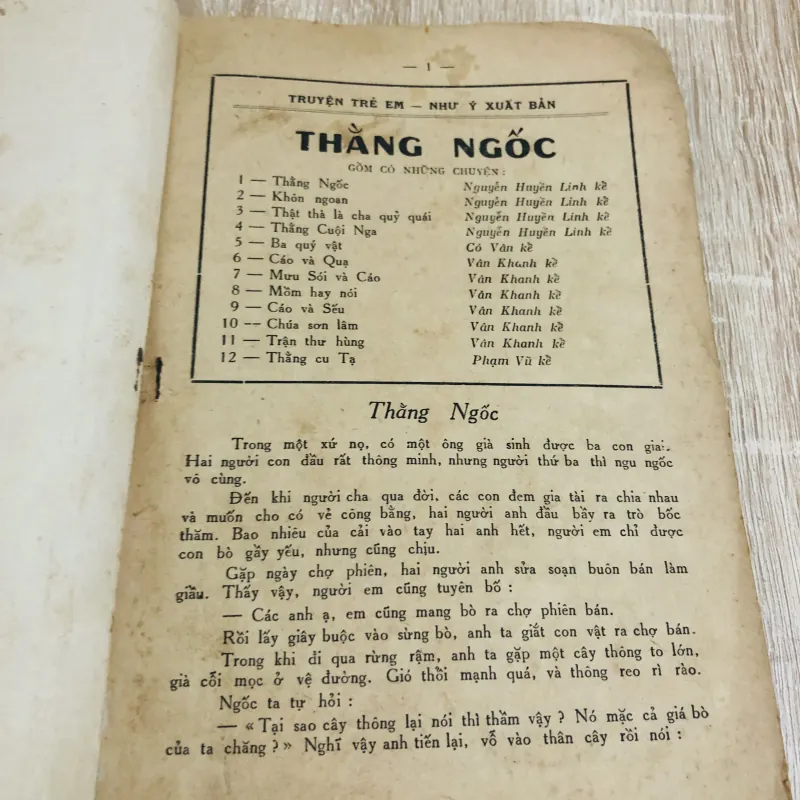 — 1 —
TRUYỆN TRẺ EM — NHƯ Ý XUẤT BẢN
THẰNG NGỐC
GỒM CÓ NHỮNG CHUYỆN :
1 — Thằng Ngốc Nguyễn Huyền Linh kể
2 — Khôn ngoan Nguyễn Huyền Linh kể
3 — Thật thà là cha quỷ quái Nguyễn Huyền Linh kể
4 — Thằng Cuội Nga Nguyễn Huyền Linh kể
5 — Ba quý vật Cô Vân kể
6 — Cáo và Quạ Vân Khanh kể
7 — Mưu Sói và Cáo Vân Khanh kể
8 — Mồm hay nói Vân Khanh kể
9 — Cáo và Sếu Vân Khanh kể
10 — Chúa sơn lâm Vân Khanh kể
11 — Trận thư hùng Vân Khanh kể
12 — Thằng cu Tạ Phạm Vũ kể
Thằng Ngốc
Trong một xứ nọ, có một ông già sinh được ba con giai.
Hai người con đầu rất thông minh, nhưng người thứ ba thì ngu ngốc
vô cùng.
Đến khi người cha qua đời, các con đem gia tài ra chia nhau
và muốn cho có vẻ công bằng, hai người anh đầu bầy ra trò bốc
thăm. Bao nhiêu của cải vào tay hai anh hết, người em chỉ được
con bò gầy yếu, nhưng cũng chịu.
Gặp ngày chợ phiên, hai người anh sửa soạn buôn bán làm
giầu. Thấy vậy, người em cũng tuyên bố :
— Các anh ạ, em cũng mang bò ra chợ phiên bán.
Rồi lấy giây buộc vào sừng bò, anh ta giắt con vật ra chợ bán.
Trong khi đi qua rừng rậm, anh ta gặp một cây thông to lớn,
già cỗi mọc ở vệ đường. Gió thổi mạnh quá, và thông reo rì rào.
Ngốc ta tự hỏi :
— « Tại sao cây thông lại nói thì thầm vậy ? Nó mặc cả giá bò
của ta chăng ? » Nghĩ vậy anh tiến lại, vỗ vào thân cây rồi nói :